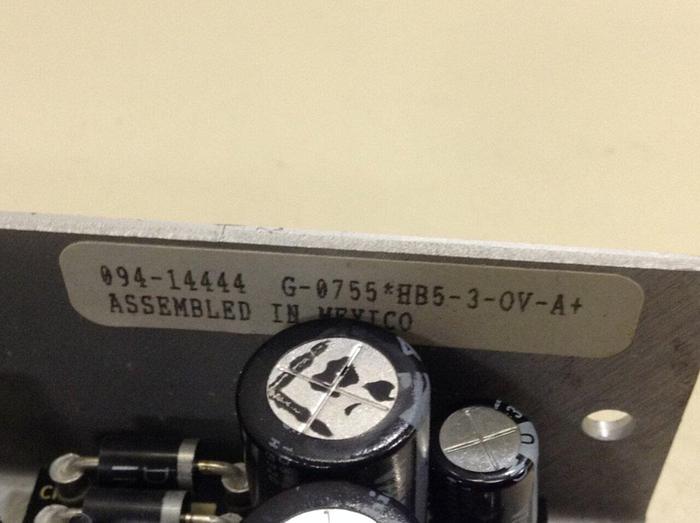 094-14444 G-0755*HB5-3-OV-A+
ASSEMBLED IN MEXICO